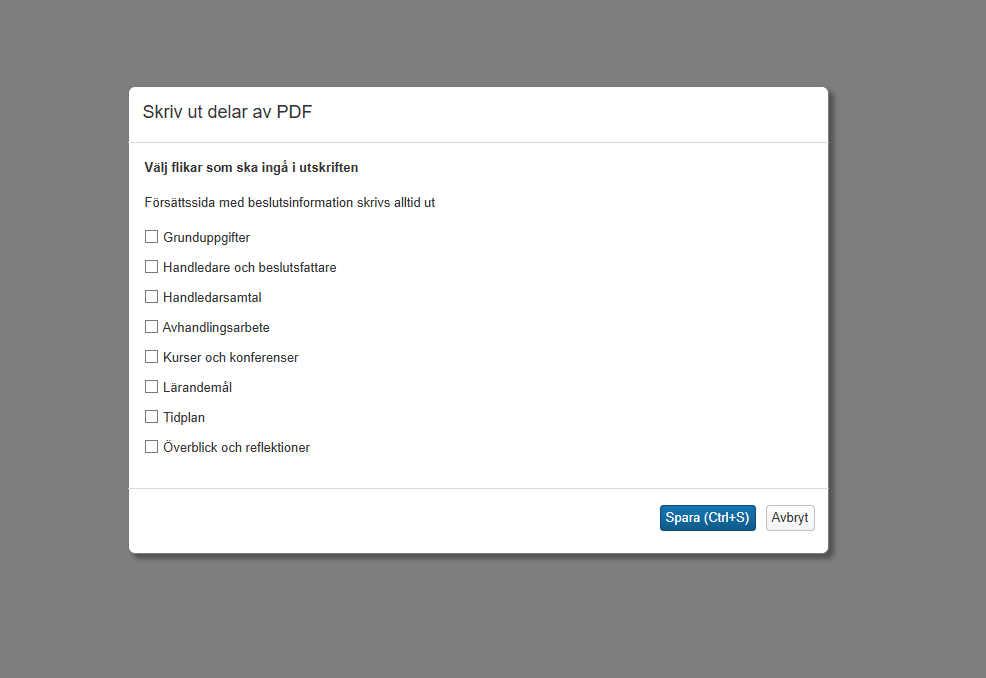 Skriv ut delar av PDF
Välj flikar som ska ingå i utskriften
Försättssida med beslutsinformation skrivs alltid ut
Grunduppgifter
Handledare och beslutsfattare
Handledarsamtal
Avhandlingsarbete
Kurser och konferenser
Lärandemål
Tidplan
Överblick och reflektioner
Spara (Ctrl+S) Avbryt